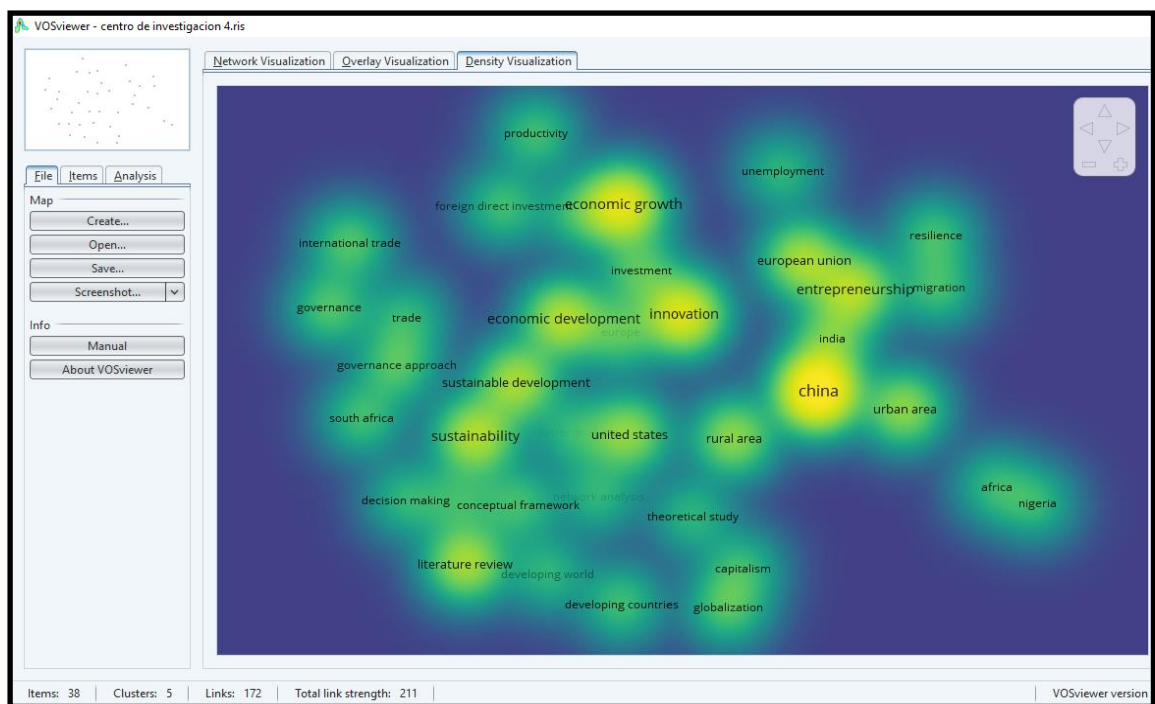 VOSviewer - centro de investigacion 4.ris
Network Visualization Overlay Visualization Density Visualization
File Items Analysis
Map
Create...
Open...
Save...
Screenshot...
Info
Manual
About VOSviewer
productivity
unemployment
foreign direct investment
economic growth
resilience
international trade
european union
investment
entrepreneurship
migration
governance
trade
economic development
innovation
europe
india
governance approach
sustainable development
china
urban area
south africa
sustainability
united states
rural area
africa
decision making
conceptual framework
network analysis
nigeria
theoretical study
literature review
developing world
capitalism
developing countries
globalization
Items: 38 Clusters: 5 Links: 172 Total link strength: 211 VOSviewer version